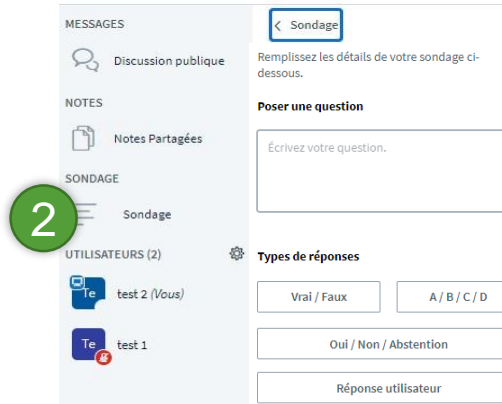 MESSAGES
Discussion publique
NOTES
Notes Partagées
SONDAGE
2
Sondage
UTILISATEURS (2)
Te
test 2 (Vous)
Te
test 1
Sondage
Remplissez les détails de votre sondage ci-
dessous.
Poser une question
Écrivez votre question.
Types de réponses
Vrai / Faux
A / B / C / D
Oui / Non / Abstention
Réponse utilisateur